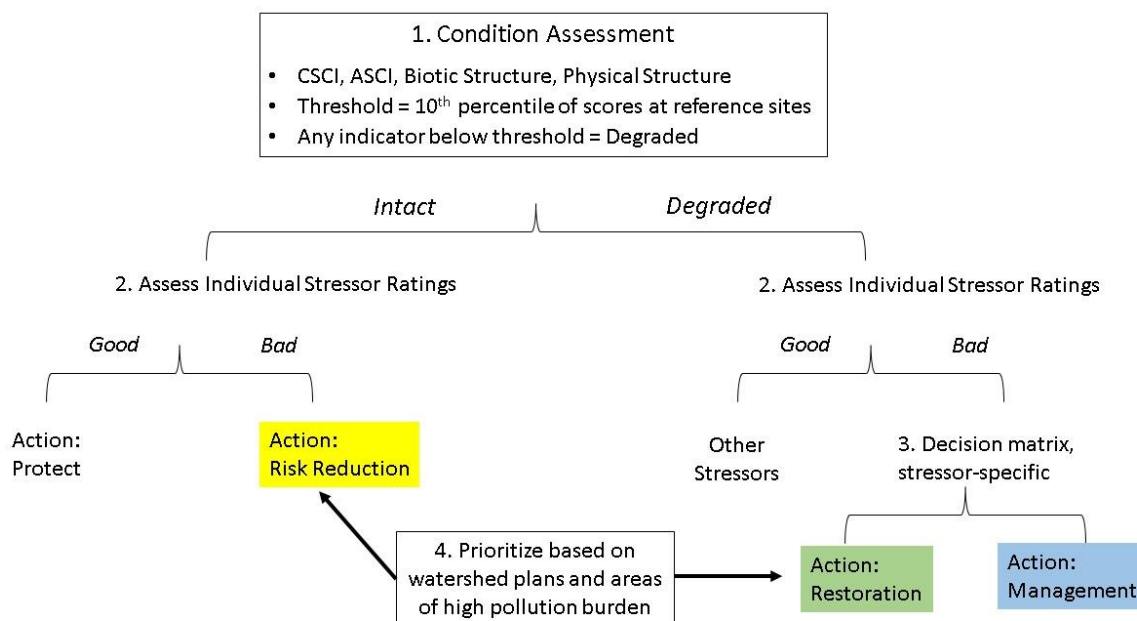 1. Condition Assessment
• CSCI, ASCI, Biotic Structure, Physical Structure
• Threshold = 10th percentile of scores at reference sites
• Any indicator below threshold = Degraded
Intact
Degraded
2. Assess Individual Stressor Ratings
2. Assess Individual Stressor Ratings
Good
Bad
Good
Bad
Action:
Protect
Action:
Risk Reduction
Other
Stressors
3. Decision matrix,
stressor-specific
4. Prioritize based on
watershed plans and areas
of high pollution burden
Action:
Restoration
Action:
Management